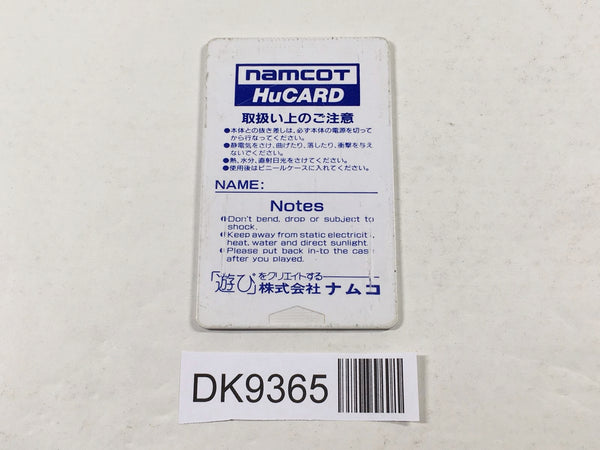 namcoT
HuCARD
取扱い上のご注意
●本体との抜き差しは、必ず本体の電源を切って
から行なってください。
●静電気をさけ、曲げたり、落したり、衝撃を与え
ないでください。
●熱、水分、直射日光をさけてください。
●使用後はビニールケースに入れてください。
NAME:
Notes
●Don't bend, drop or subject to
shock.
●Keep away from static electricit
heat, water and direct sunlight.
●Please put back in-to the cas
after you played.
「遊び」をクリエイトする
株式会社 ナムコ
DK9365